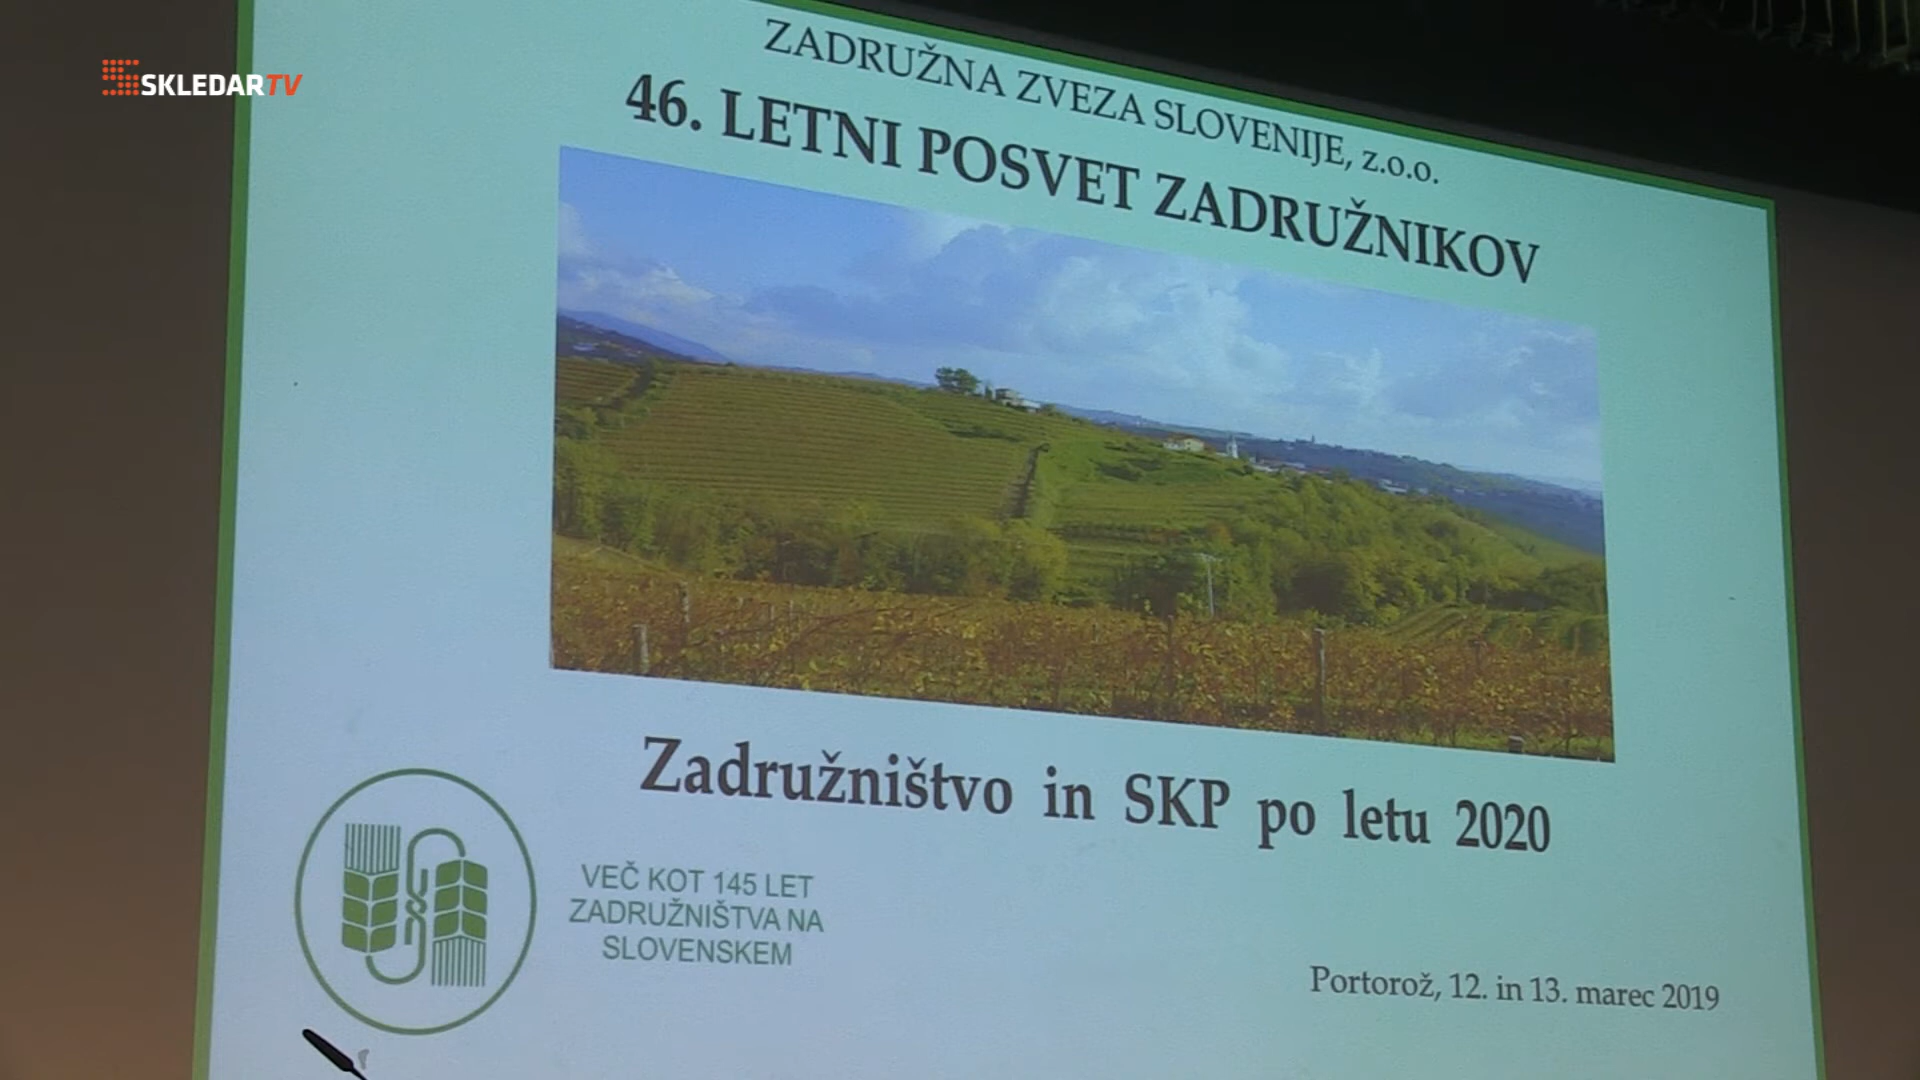 SKLEDARTV
ZADRUŽNA ZVEZA SLOVENIJE, z.o.o.
46. LETNI POSVET ZADRUŽNIKOV
Zadružništvo in SKP po letu 2020
VEČ KOT 145 LET
ZADRUŽNIŠTVA NA
SLOVENSKEM
Portorož, 12. in 13. marec 2019